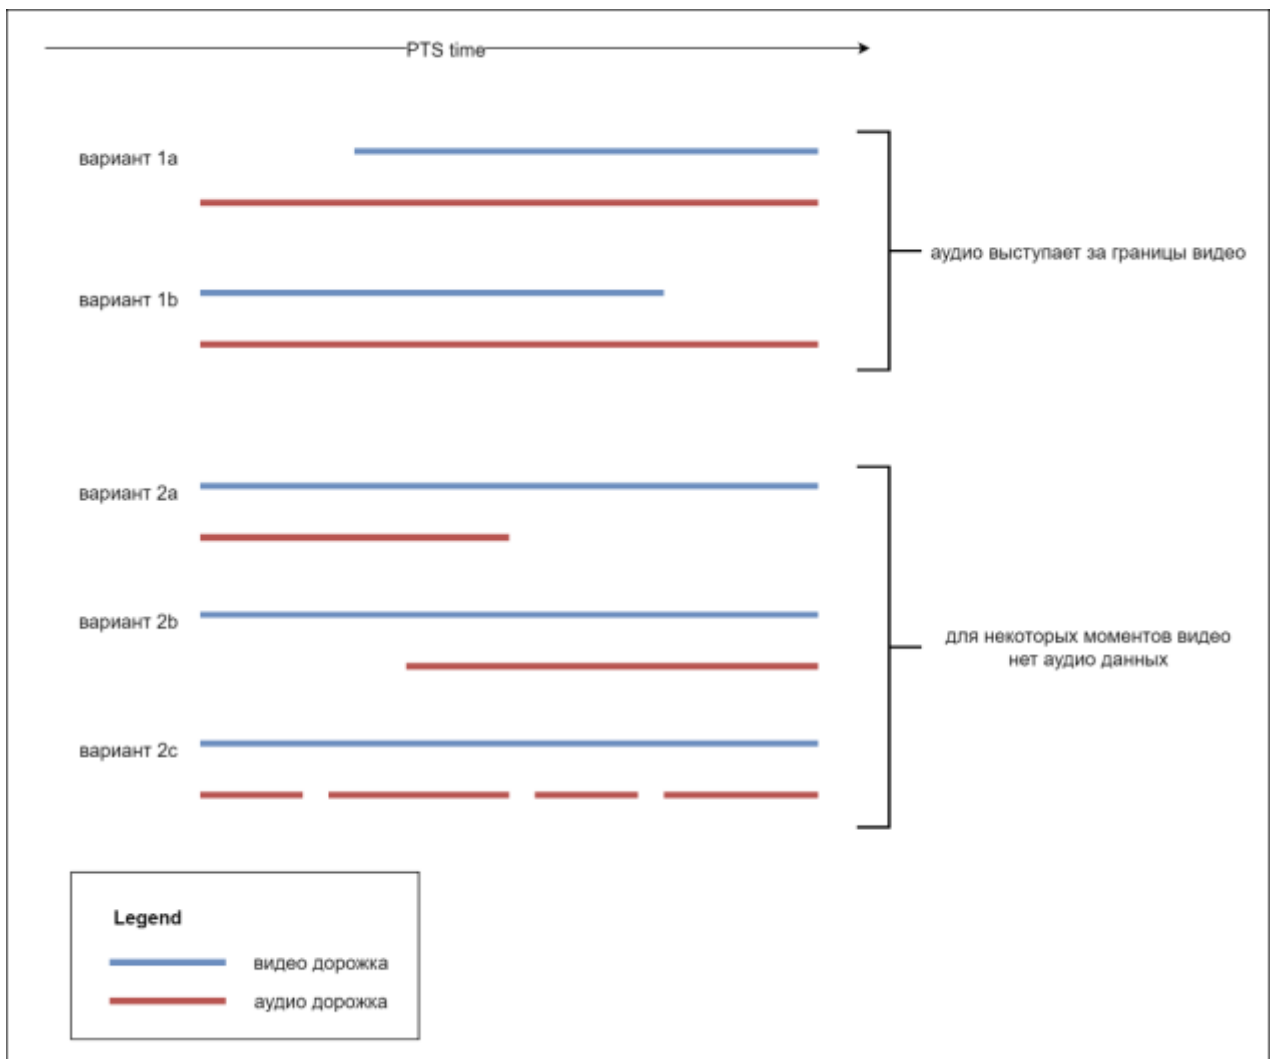 PTS time
вариант 1a
аудио выступает за границы видео
вариант 1b
вариант 2a
вариант 2b
для некоторых моментов видео
нет аудио данных
вариант 2c
Legend
видео дорожка
аудио дорожка